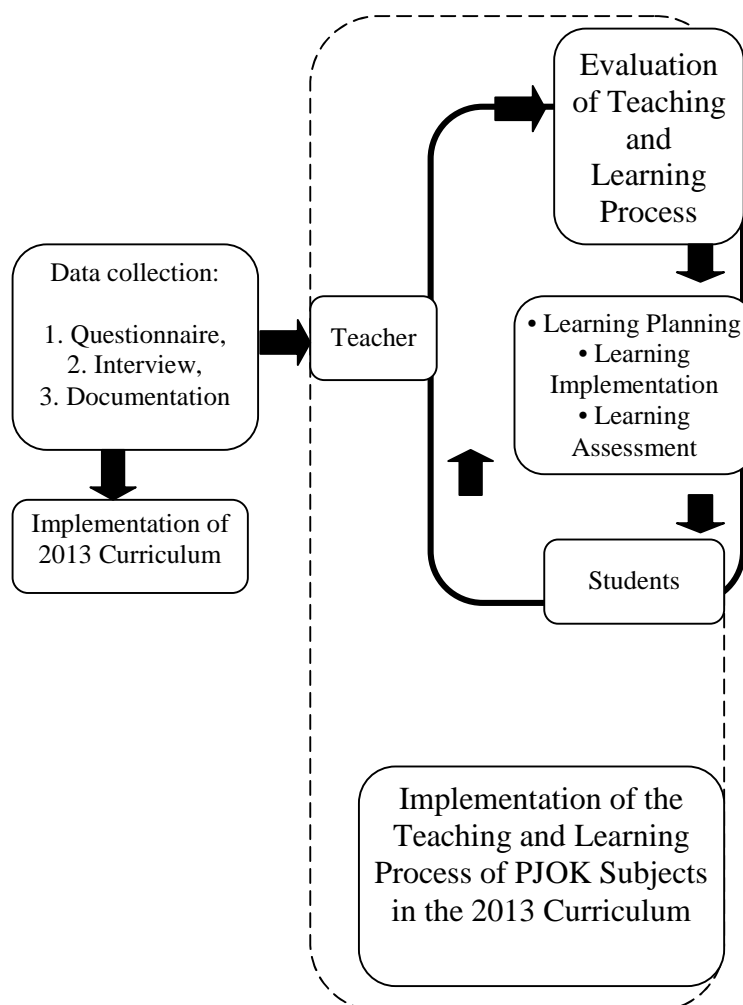 Evaluation
of Teaching
and
Learning
Process
Data collection:
1. Questionnaire,
2. Interview,
3. Documentation
Teacher
• Learning Planning
• Learning
Implementation
• Learning
Assessment
Implementation of
2013 Curriculum
Students
Implementation of the
Teaching and Learning
Process of PJOK Subjects
in the 2013 Curriculum